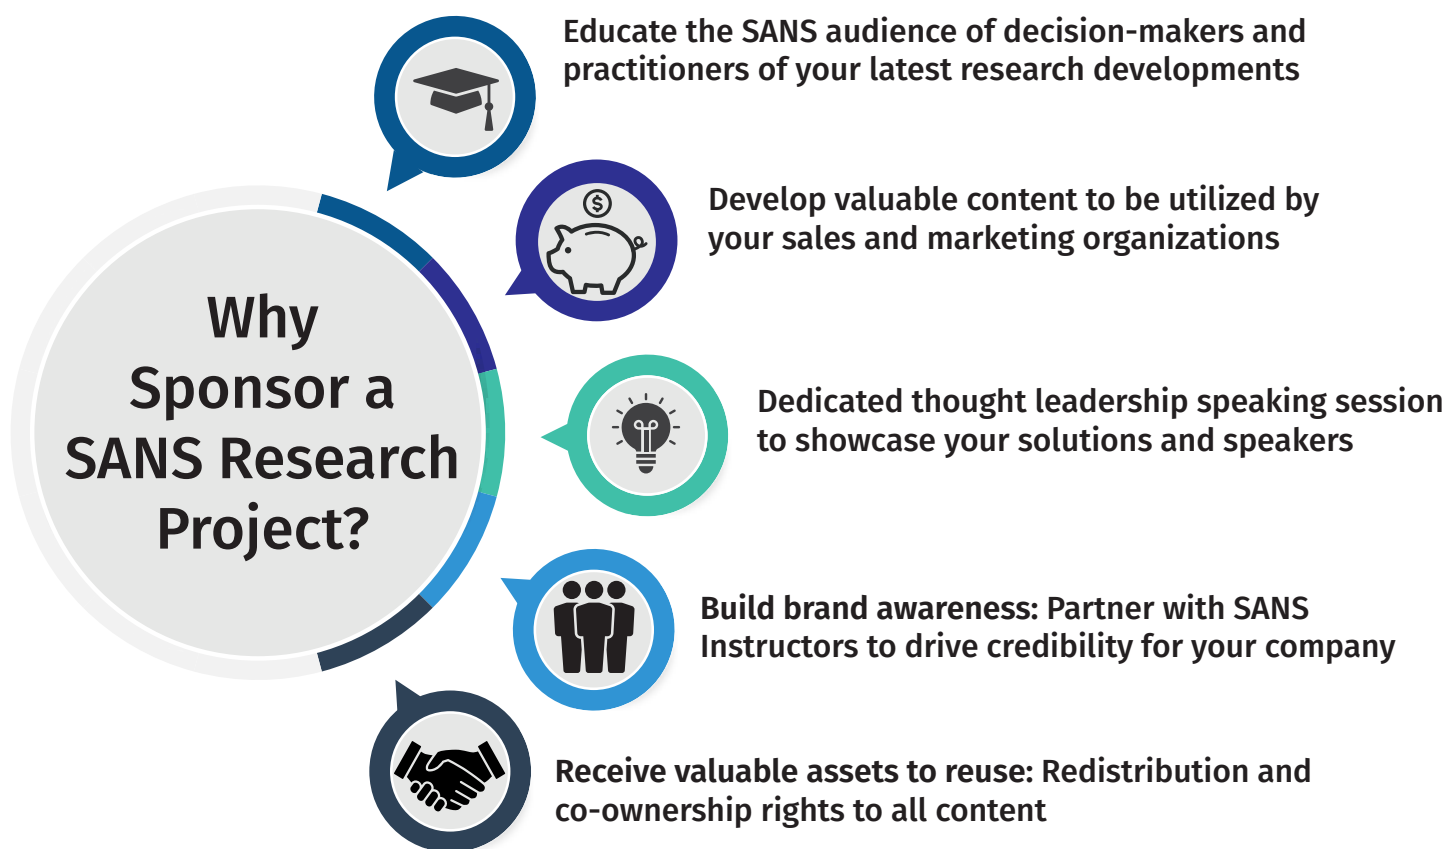 Why
Sponsor a
SANS Research
Project?
Educate the SANS audience of decision-makers and
practitioners of your latest research developments
$
Develop valuable content to be utilized by
your sales and marketing organizations
Dedicated thought leadership speaking session
to showcase your solutions and speakers
Build brand awareness: Partner with SANS
Instructors to drive credibility for your company
Receive valuable assets to reuse: Redistribution and
co-ownership rights to all content